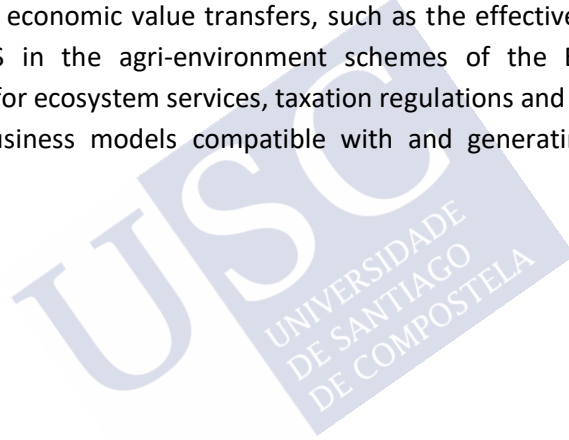 economic value transfers, such as the effective
S in the agri-environment schemes of the E
for ecosystem services, taxation regulations and
usiness models compatible with and generatin
USC
UNIVERSIDADE
DE SANTIAGO
DE COMPOSTELA